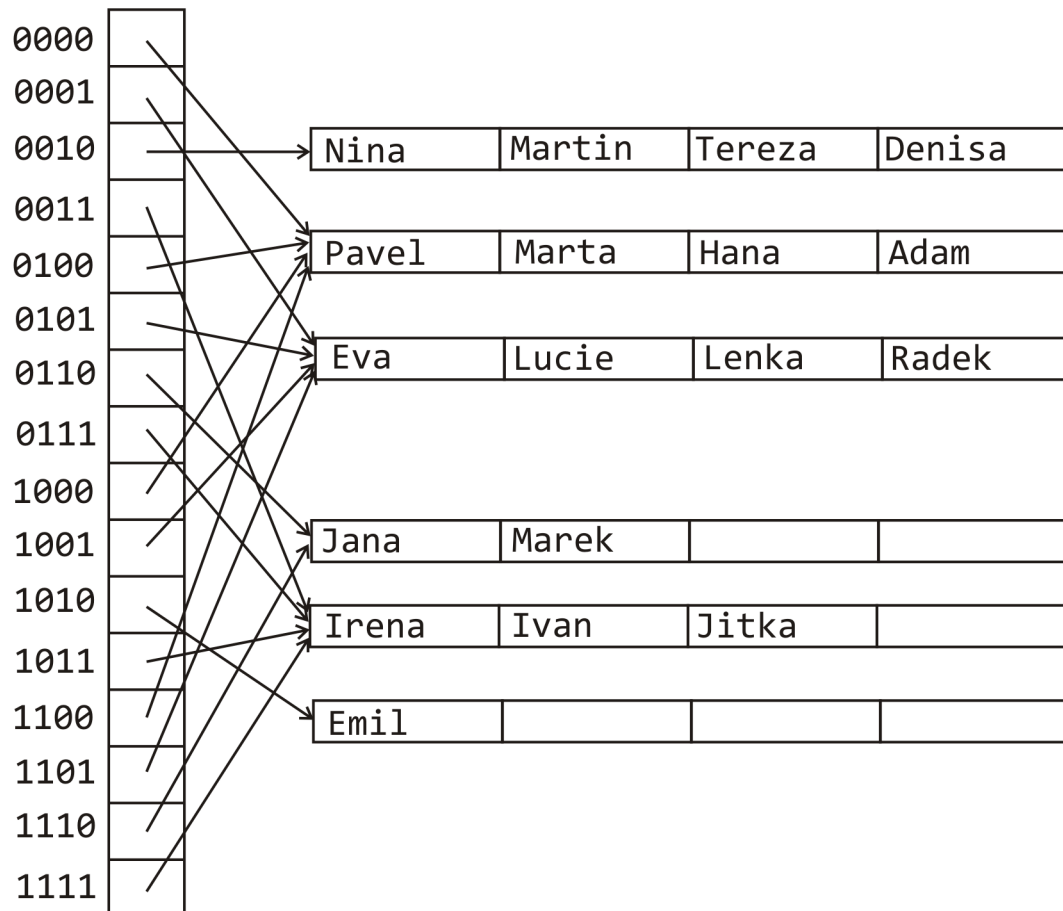 0000
0001
0010 Nina Martin Tereza Denisa
0011
0100 Pavel Marta Hana Adam
0101
0110 Eva Lucie Lenka Radek
0111
1000
1001 Jana Marek
1010
1011 Irena Ivan Jitka
1100 Emil
1101
1110
1111